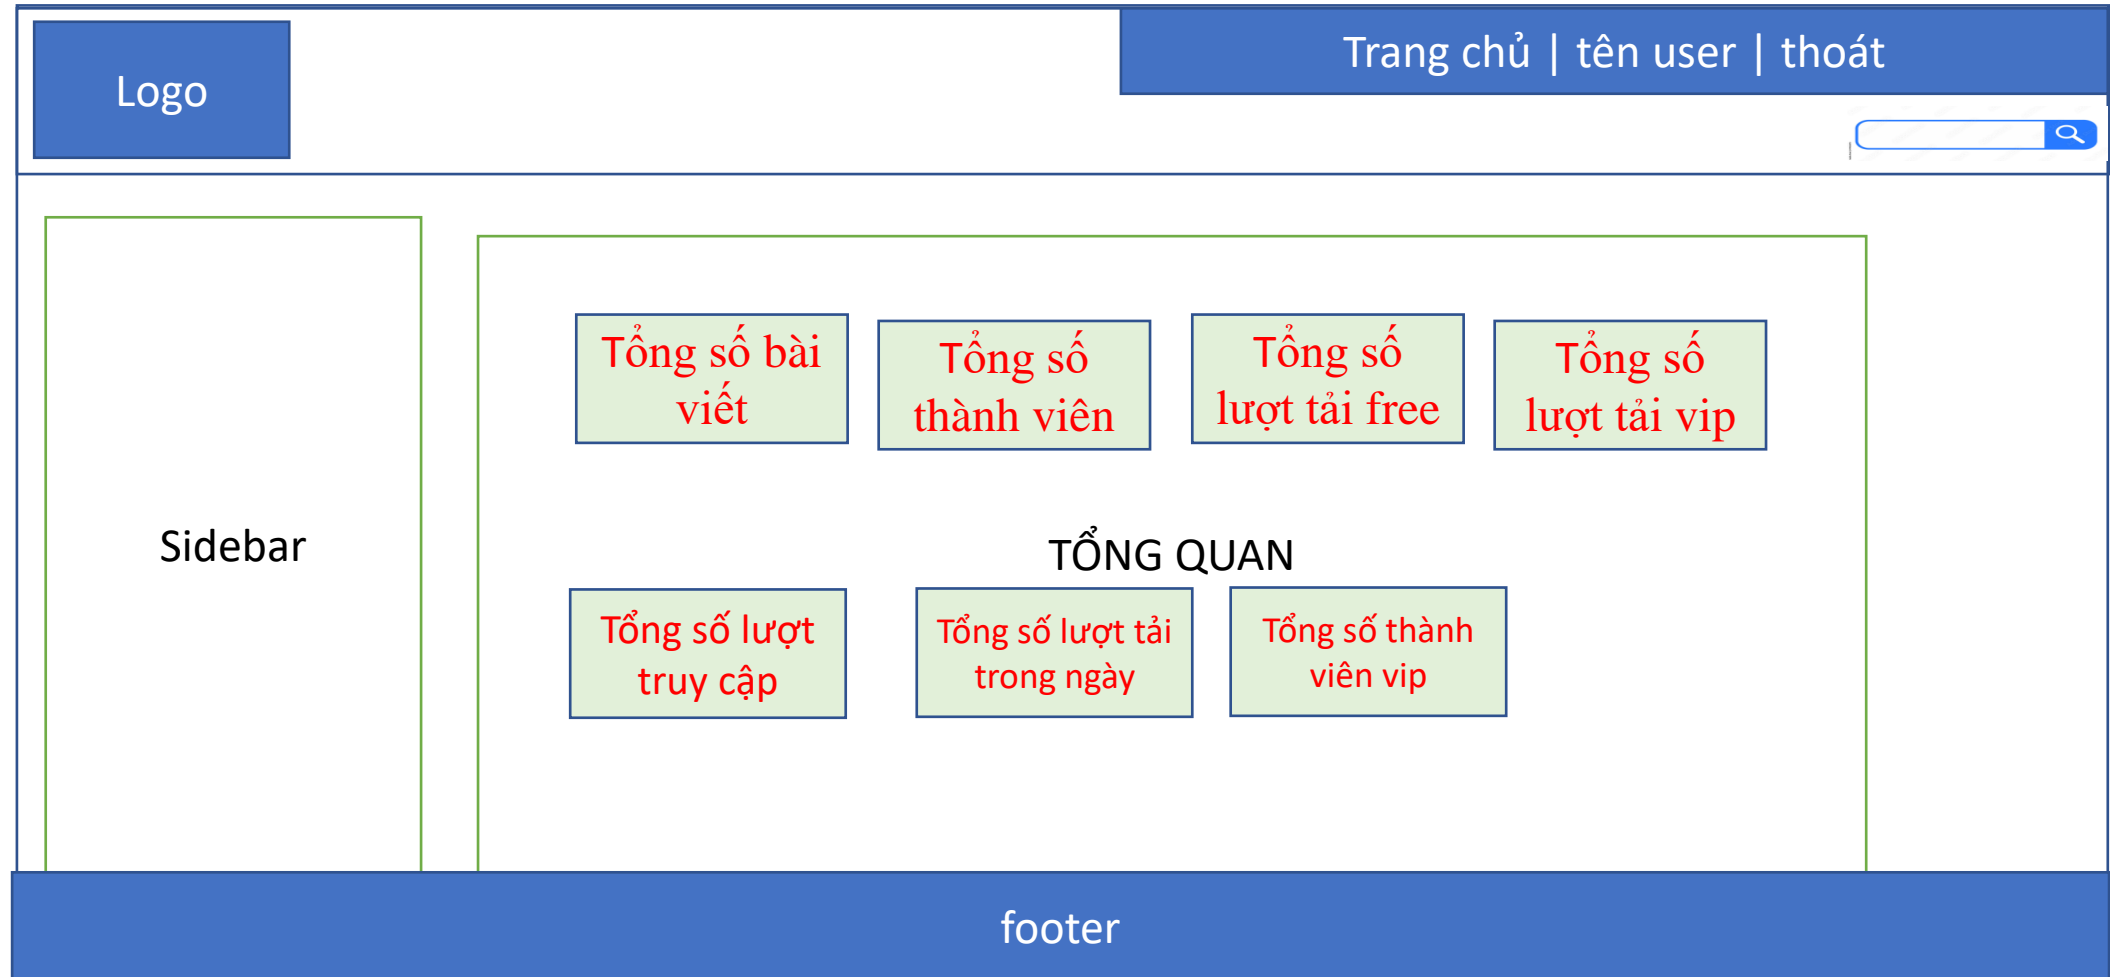 Logo
Trang chủ | tên user | thoát
Sidebar
Tổng số bài
viết
Tổng số
thành viên
Tổng số
lượt tải free
Tổng số
lượt tải vip
TỔNG QUAN
Tổng số lượt
truy cập
Tổng số lượt tải
trong ngày
Tổng số thành
viên vip
footer